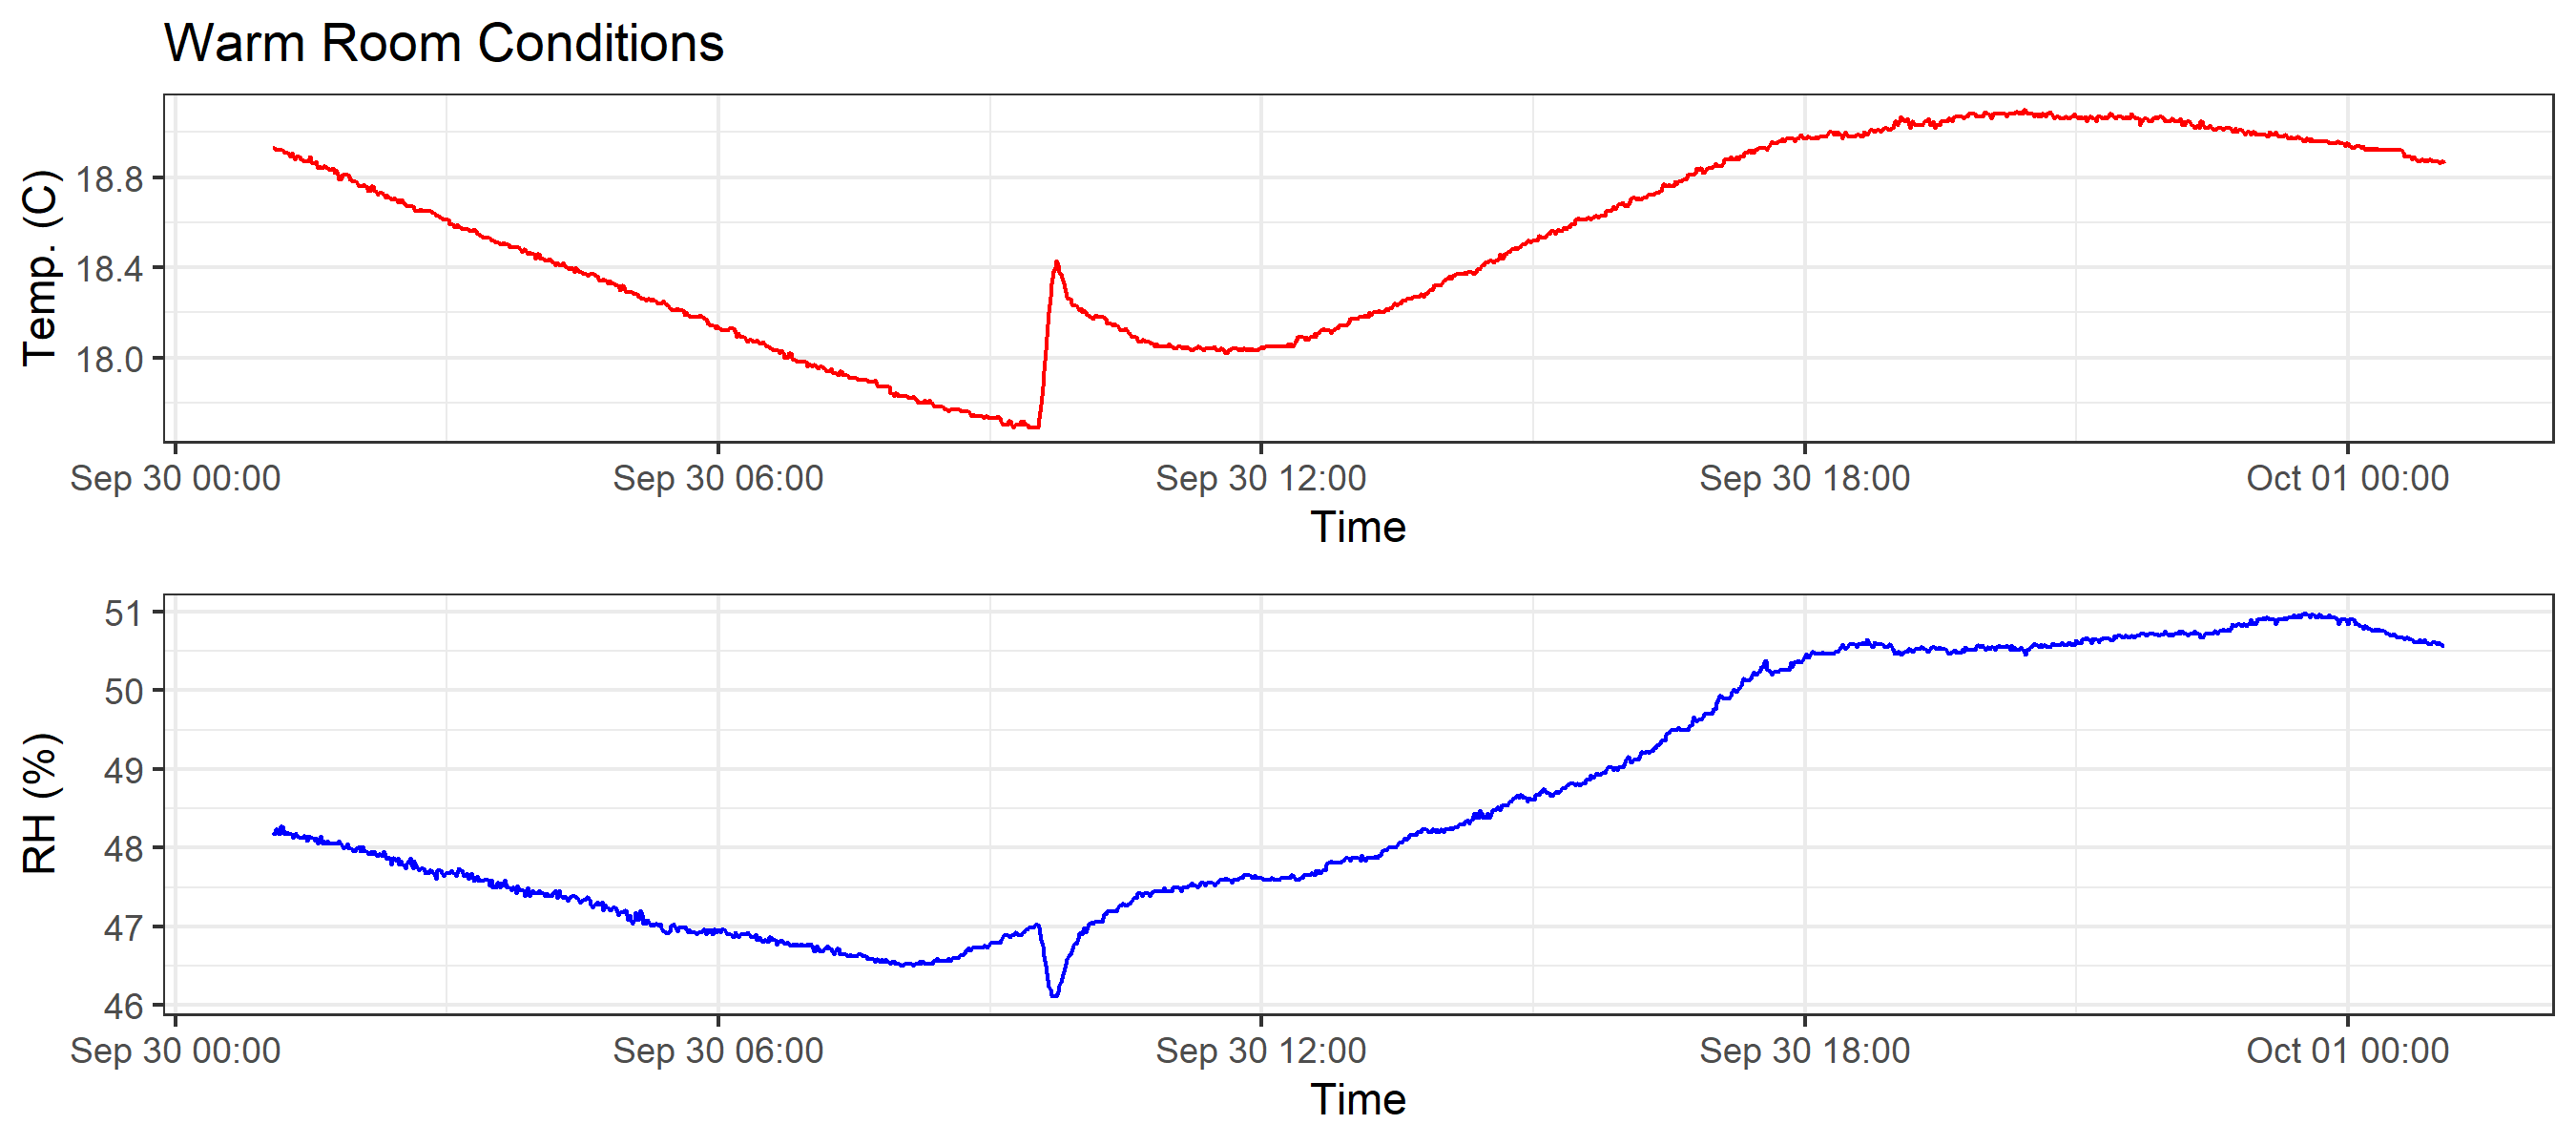 Warm Room Conditions
Temp. (C)
18.8
18.4
18.0
Sep 30 00:00 Sep 30 06:00 Sep 30 12:00 Sep 30 18:00 Oct 01 00:00
Time
RH (%)
51
50
49
48
47
46
Sep 30 00:00 Sep 30 06:00 Sep 30 12:00 Sep 30 18:00 Oct 01 00:00
Time